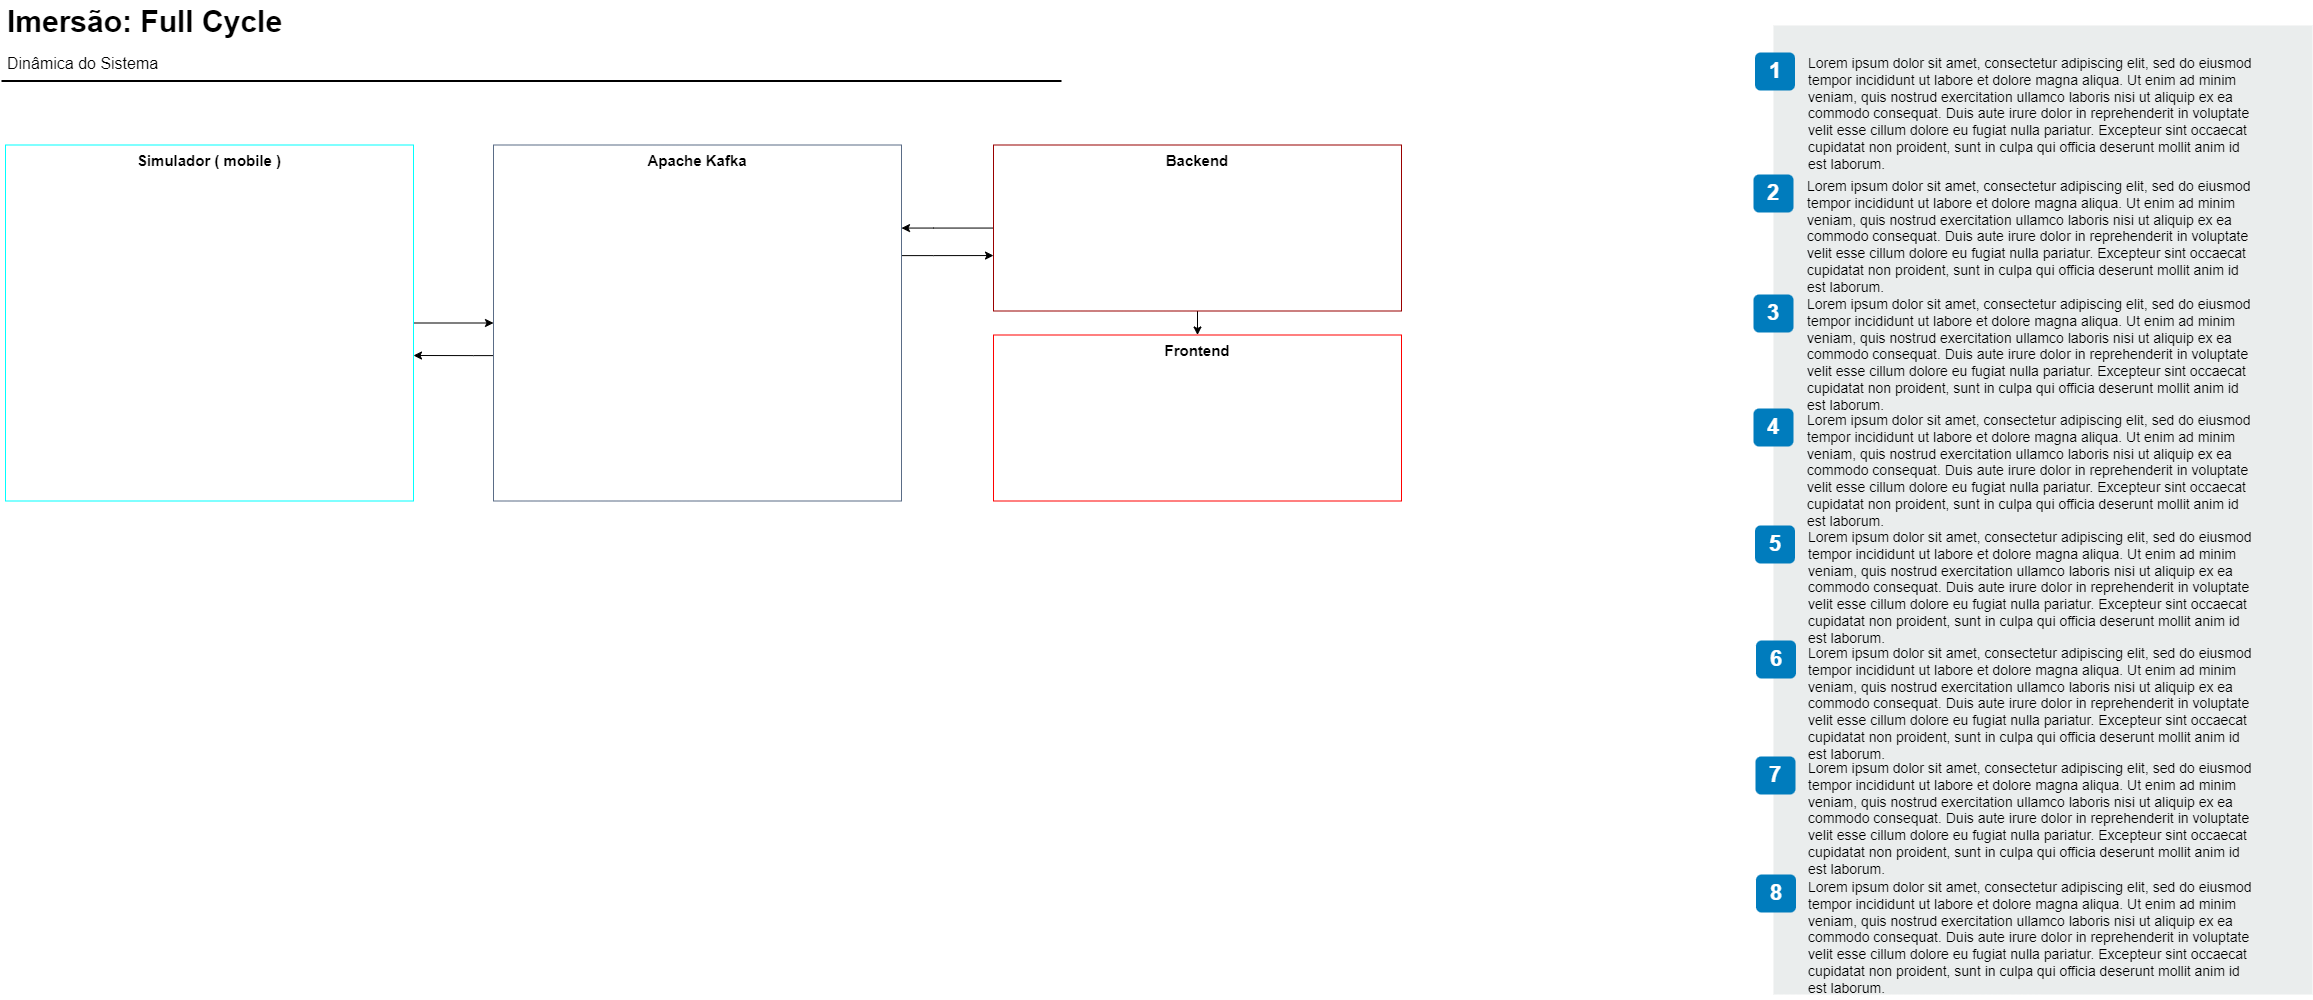 Imersão: Full Cycle
Dinâmica do Sistema
Simulador ( mobile )
Apache Kafka
Backend
Frontend
1
Lorem ipsum dolor sit amet, consectetur adipiscing elit, sed do eiusmod
tempor incididunt ut labore et dolore magna aliqua. Ut enim ad minim
veniam, quis nostrud exercitation ullamco laboris nisi ut aliquip ex ea
commodo consequat. Duis aute irure dolor in reprehenderit in voluptate
velit esse cillum dolore eu fugiat nulla pariatur. Excepteur sint occaecat
cupidatat non proident, sunt in culpa qui officia deserunt mollit anim id
est laborum.
2
Lorem ipsum dolor sit amet, consectetur adipiscing elit, sed do eiusmod
tempor incididunt ut labore et dolore magna aliqua. Ut enim ad minim
veniam, quis nostrud exercitation ullamco laboris nisi ut aliquip ex ea
commodo consequat. Duis aute irure dolor in reprehenderit in voluptate
velit esse cillum dolore eu fugiat nulla pariatur. Excepteur sint occaecat
cupidatat non proident, sunt in culpa qui officia deserunt mollit anim id
est laborum.
3
Lorem ipsum dolor sit amet, consectetur adipiscing elit, sed do eiusmod
tempor incididunt ut labore et dolore magna aliqua. Ut enim ad minim
veniam, quis nostrud exercitation ullamco laboris nisi ut aliquip ex ea
commodo consequat. Duis aute irure dolor in reprehenderit in voluptate
velit esse cillum dolore eu fugiat nulla pariatur. Excepteur sint occaecat
cupidatat non proident, sunt in culpa qui officia deserunt mollit anim id
est laborum.
4
Lorem ipsum dolor sit amet, consectetur adipiscing elit, sed do eiusmod
tempor incididunt ut labore et dolore magna aliqua. Ut enim ad minim
veniam, quis nostrud exercitation ullamco laboris nisi ut aliquip ex ea
commodo consequat. Duis aute irure dolor in reprehenderit in voluptate
velit esse cillum dolore eu fugiat nulla pariatur. Excepteur sint occaecat
cupidatat non proident, sunt in culpa qui officia deserunt mollit anim id
est laborum.
5
Lorem ipsum dolor sit amet, consectetur adipiscing elit, sed do eiusmod
tempor incididunt ut labore et dolore magna aliqua. Ut enim ad minim
veniam, quis nostrud exercitation ullamco laboris nisi ut aliquip ex ea
commodo consequat. Duis aute irure dolor in reprehenderit in voluptate
velit esse cillum dolore eu fugiat nulla pariatur. Excepteur sint occaecat
cupidatat non proident, sunt in culpa qui officia deserunt mollit anim id
est laborum.
6
Lorem ipsum dolor sit amet, consectetur adipiscing elit, sed do eiusmod
tempor incididunt ut labore et dolore magna aliqua. Ut enim ad minim
veniam, quis nostrud exercitation ullamco laboris nisi ut aliquip ex ea
commodo consequat. Duis aute irure dolor in reprehenderit in voluptate
velit esse cillum dolore eu fugiat nulla pariatur. Excepteur sint occaecat
cupidatat non proident, sunt in culpa qui officia deserunt mollit anim id
est laborum.
7
Lorem ipsum dolor sit amet, consectetur adipiscing elit, sed do eiusmod
tempor incididunt ut labore et dolore magna aliqua. Ut enim ad minim
veniam, quis nostrud exercitation ullamco laboris nisi ut aliquip ex ea
commodo consequat. Duis aute irure dolor in reprehenderit in voluptate
velit esse cillum dolore eu fugiat nulla pariatur. Excepteur sint occaecat
cupidatat non proident, sunt in culpa qui officia deserunt mollit anim id
est laborum.
8
Lorem ipsum dolor sit amet, consectetur adipiscing elit, sed do eiusmod
tempor incididunt ut labore et dolore magna aliqua. Ut enim ad minim
veniam, quis nostrud exercitation ullamco laboris nisi ut aliquip ex ea
commodo consequat. Duis aute irure dolor in reprehenderit in voluptate
velit esse cillum dolore eu fugiat nulla pariatur. Excepteur sint occaecat
cupidatat non proident, sunt in culpa qui officia deserunt mollit anim id
est laborum.